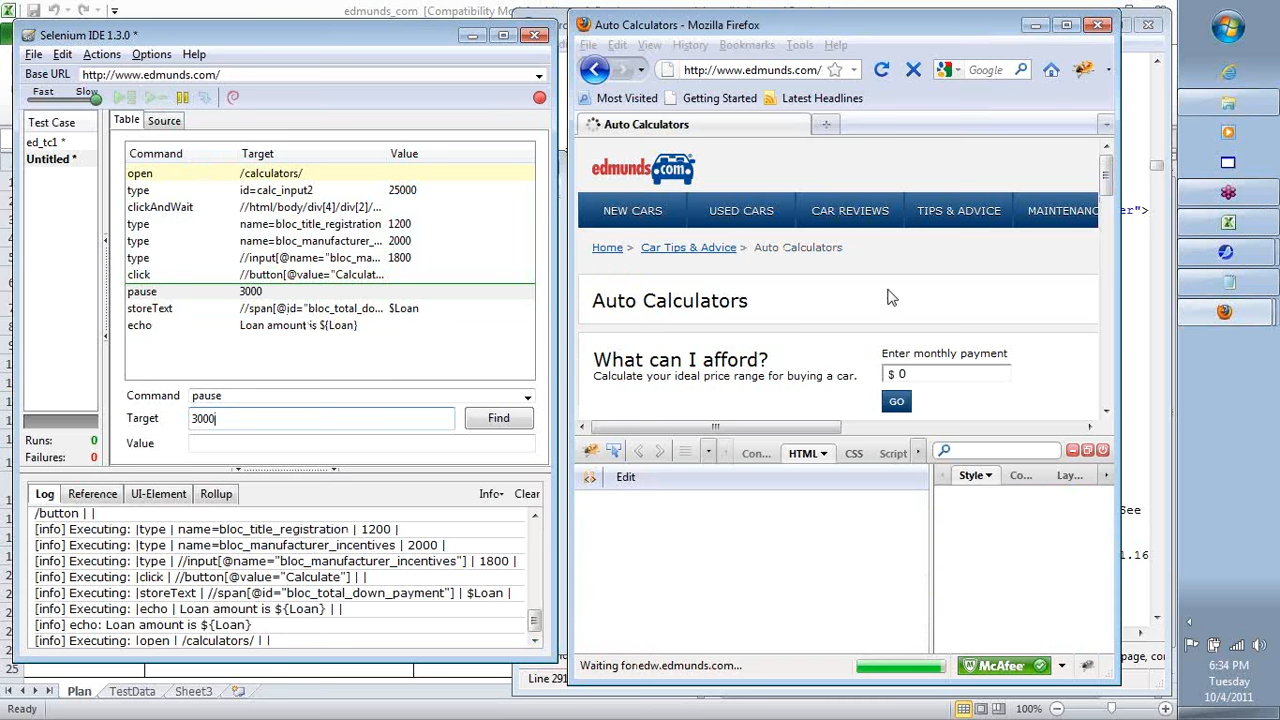 edmunds_com [Compatibility Mo
Selenium IDE 1.3.0 *
File Edit Actions Options Help
Base URL http://www.edmunds.com/
Fast Slow
Test Case
ed_tc1 *
Untitled *
Table Source
Command Target Value
open /calculators/
type id=calc_input2 25000
clickAndWait //html/body/div[4]/div[2]/...
type name=bloc_title_registration 1200
type name=bloc_manufacturer_... 2000
type //input[@name="bloc_ma... 1800
click //button[@value="Calculat...
pause 3000
storeText //span[@id="bloc_total_do... $Loan
echo Loan amount is ${Loan}
Command pause
Target 3000
Find
Value
Runs: 0
Failures: 0
Log Reference UI-Element Rollup Info Clear
/button | |
[info] Executing: |type | name=bloc_title_registration | 1200 |
[info] Executing: |type | name=bloc_manufacturer_incentives | 2000 |
[info] Executing: |type | //input[@name="bloc_manufacturer_incentives"] | 1800 |
[info] Executing: |click | //button[@value="Calculate"] | |
[info] Executing: |storeText | //span[@id="bloc_total_down_payment"] | $Loan |
[info] Executing: |echo | Loan amount is ${Loan} | |
[info] echo: Loan amount is ${Loan}
[info] Executing: |open | /calculators/ | |
25
Plan TestData Sheet3
Ready
Auto Calculators - Mozilla Firefox
File Edit View History Bookmarks Tools Help
http://www.edmunds.com/
Google
Most Visited Getting Started Latest Headlines
Auto Calculators
edmunds.com
NEW CARS USED CARS CAR REVIEWS TIPS & ADVICE MAINTENANC
Home > Car Tips & Advice > Auto Calculators
Auto Calculators
What can I afford?
Calculate your ideal price range for buying a car.
Enter monthly payment
$ 0
GO
Con... HTML CSS Script
Edit
Style Co... Lay...
Waiting for edw.edmunds.com...
McAfee
Line 291
er">
See
1.16
page, co
100%
6:34 PM
Tuesday
10/4/2011